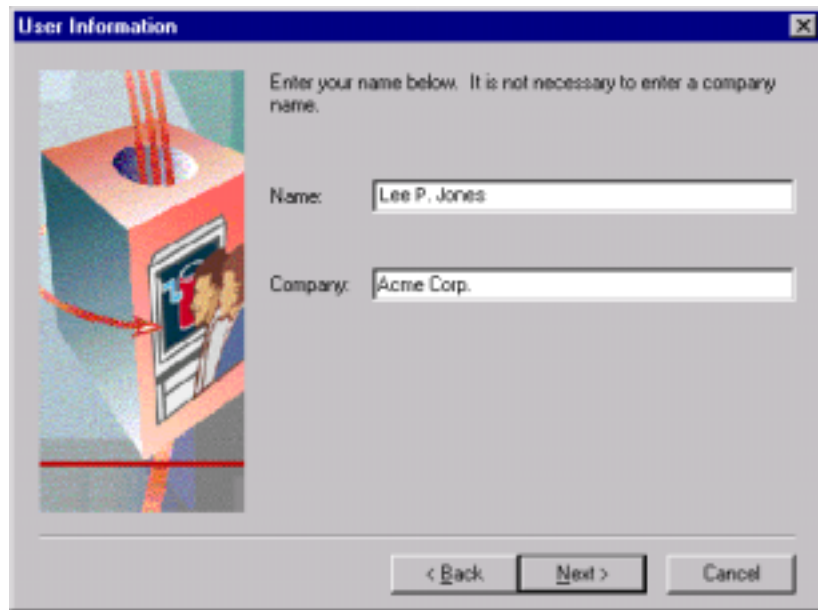 User Information
Enter your name below. It is not necessary to enter a company
name.
Name: Lee P. Jones
Company: Acme Corp.
< Back Next > Cancel